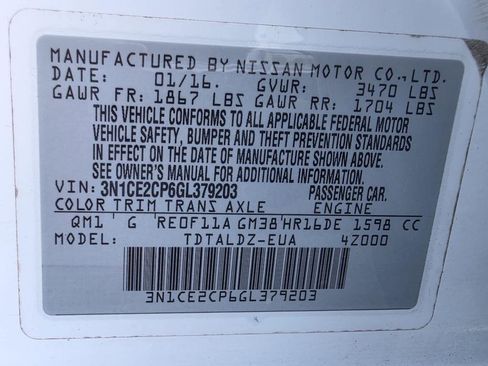 MANUFACTURED BY NISSAN MOTOR CO., LTD.
DATE: 01/16. GVWR: 3470 LBS
GAWR FR: 1867 LBS GAWR RR: 1704 LBS
THIS VEHICLE CONFORMS TO ALL APPLICABLE FEDERAL MOTOR
VEHICLE SAFETY, BUMPER AND THEFT PREVENTION STANDARDS
IN EFFECT ON THE DATE OF MANUFACTURE SHOWN ABOVE.
SEE OWNER'S MANUAL FOR ADDITIONAL INFORMATION.
VIN: 3N1CE2CP6GL379203 PASSENGER CAR.
COLOR TRIM TRANS AXLE ENGINE
QM1 G RE0F11A GM38 HR16DE 1598 CC
MODEL: TDTALDZ-EUA 4Z000
3N1CE2CP6GL379203